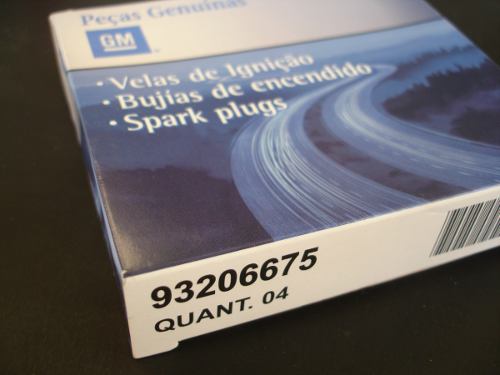 Peças Genuínas
GM
• Velas de Ignição
• Bujías de encendido
• Spark plugs
93206675
QUANT. 04